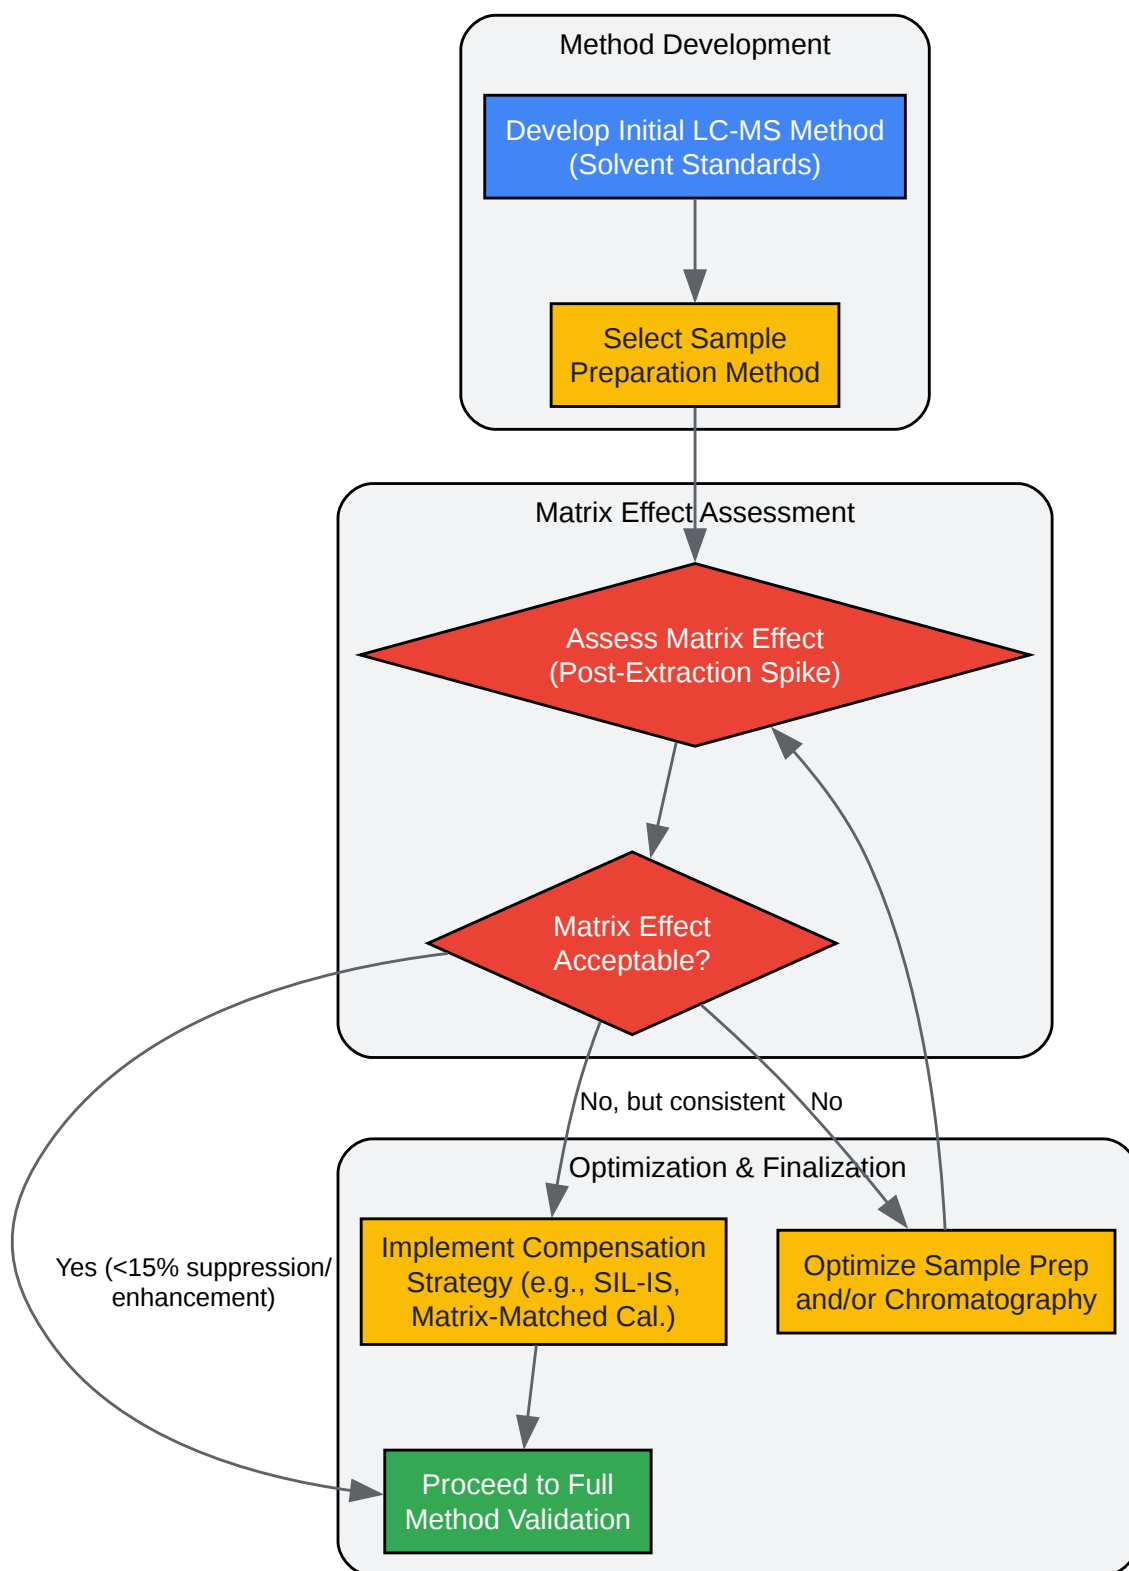 Method Development
Develop Initial LC-MS Method
(Solvent Standards)
Select Sample
Preparation Method
Matrix Effect Assessment
Assess Matrix Effect
(Post-Extraction Spike)
Matrix Effect
Acceptable?
No, but consistent
No
Optimization & Finalization
Yes (<15% suppression/
enhancement)
Implement Compensation
Strategy (e.g., SIL-IS,
Matrix-Matched Cal.)
Optimize Sample Prep
and/or Chromatography
Proceed to Full
Method Validation